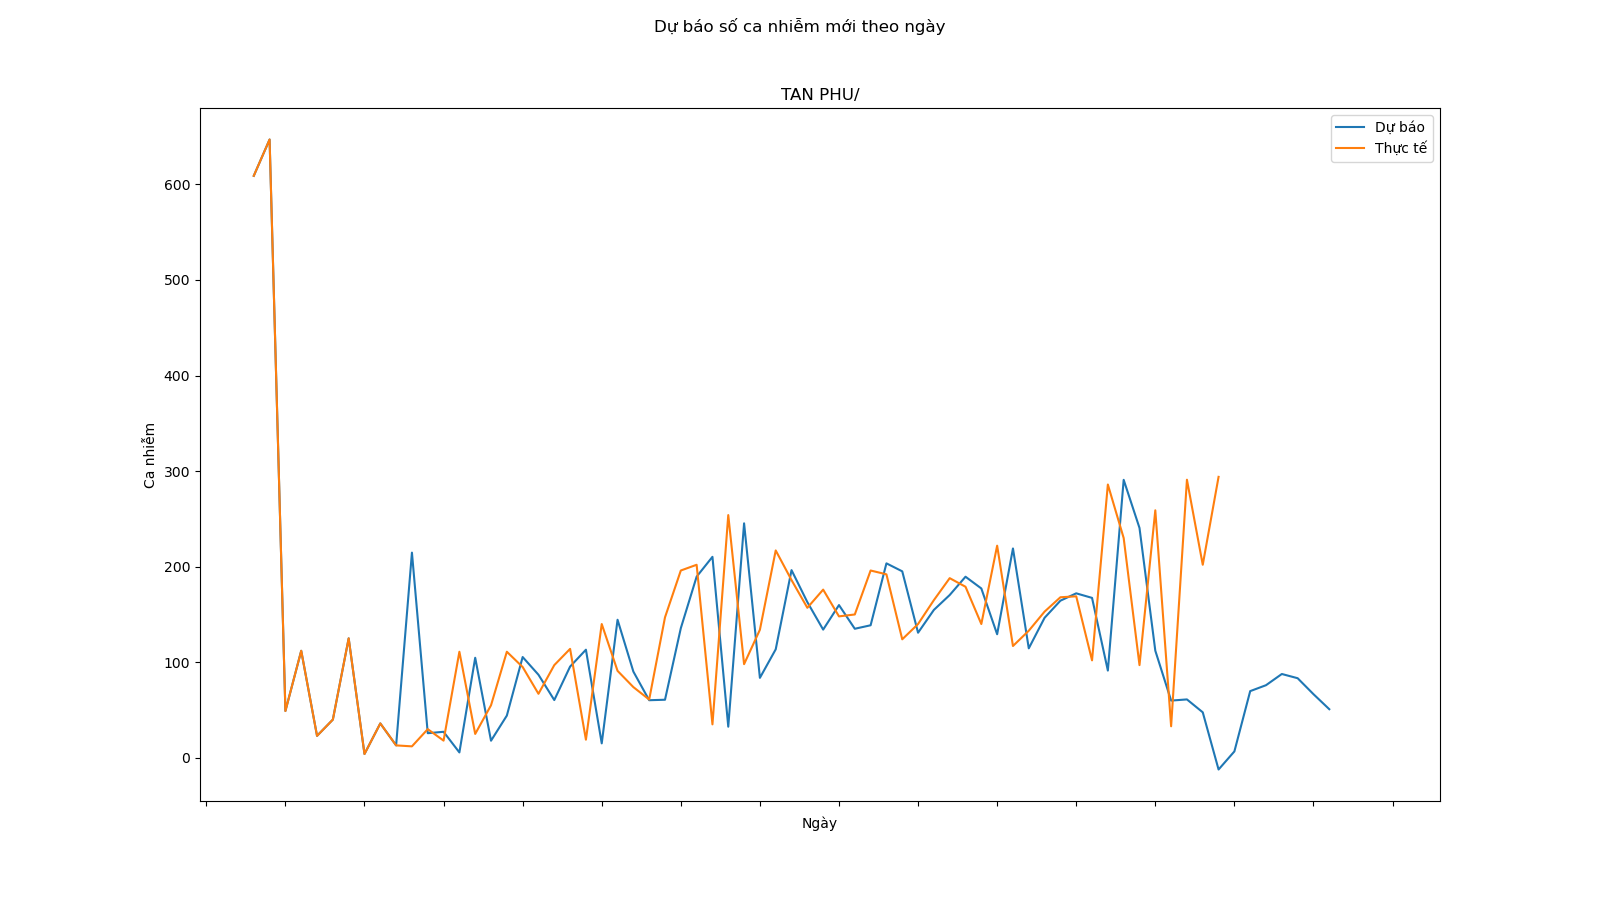 Dự báo số ca nhiễm mới theo ngày
TAN PHU/
Dự báo
Thực tế
600
500
400
300
200
100
0
Ca nhiễm
Ngày